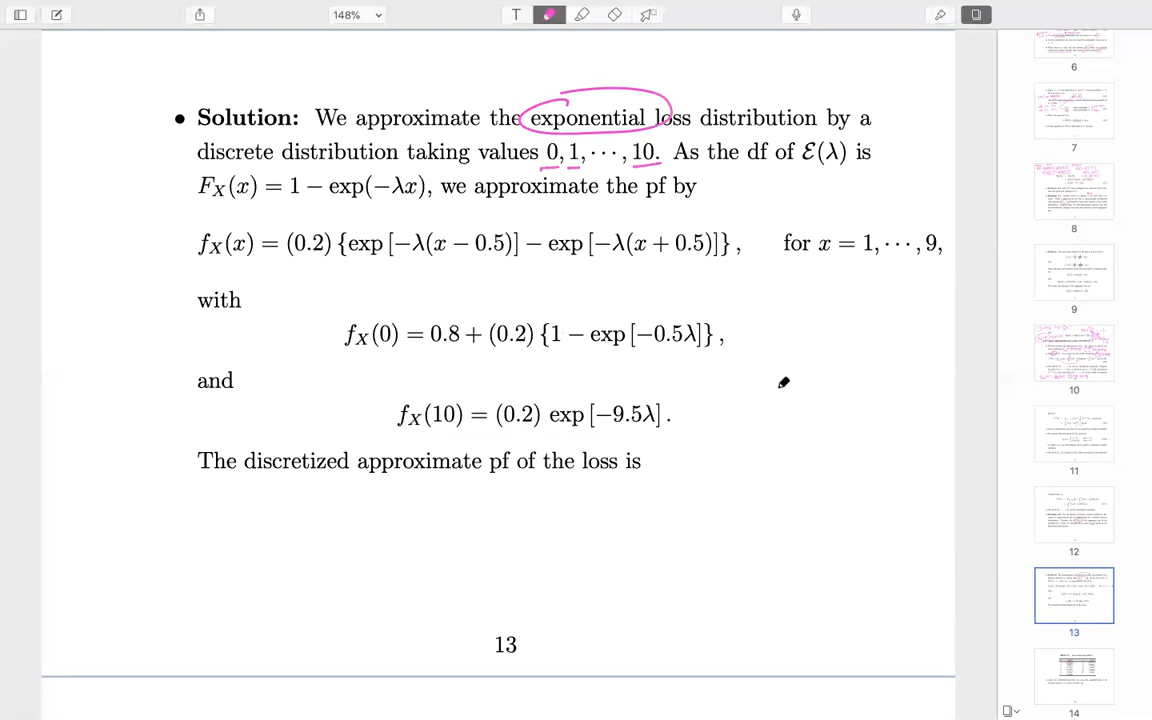 148%
T
• Solution: We aproximate the exponential loss distribution by a
discrete distribution taking values 0, 1, ⋯ , 10. As the df of ℰ(λ) is
F_X(x) = 1 − exp(−λx), we approximate the pf by
f_X(x) = (0.2) {exp [−λ(x − 0.5)] − exp [−λ(x + 0.5)]} , for x = 1, ⋯ , 9,
with
f_X(0) = 0.8 + (0.2) {1 − exp [−0.5λ]} ,
and
f_X(10) = (0.2) exp [−9.5λ] .
The discretized approximate pf of the loss is
13
6
7
8
9
10
11
12
13
14